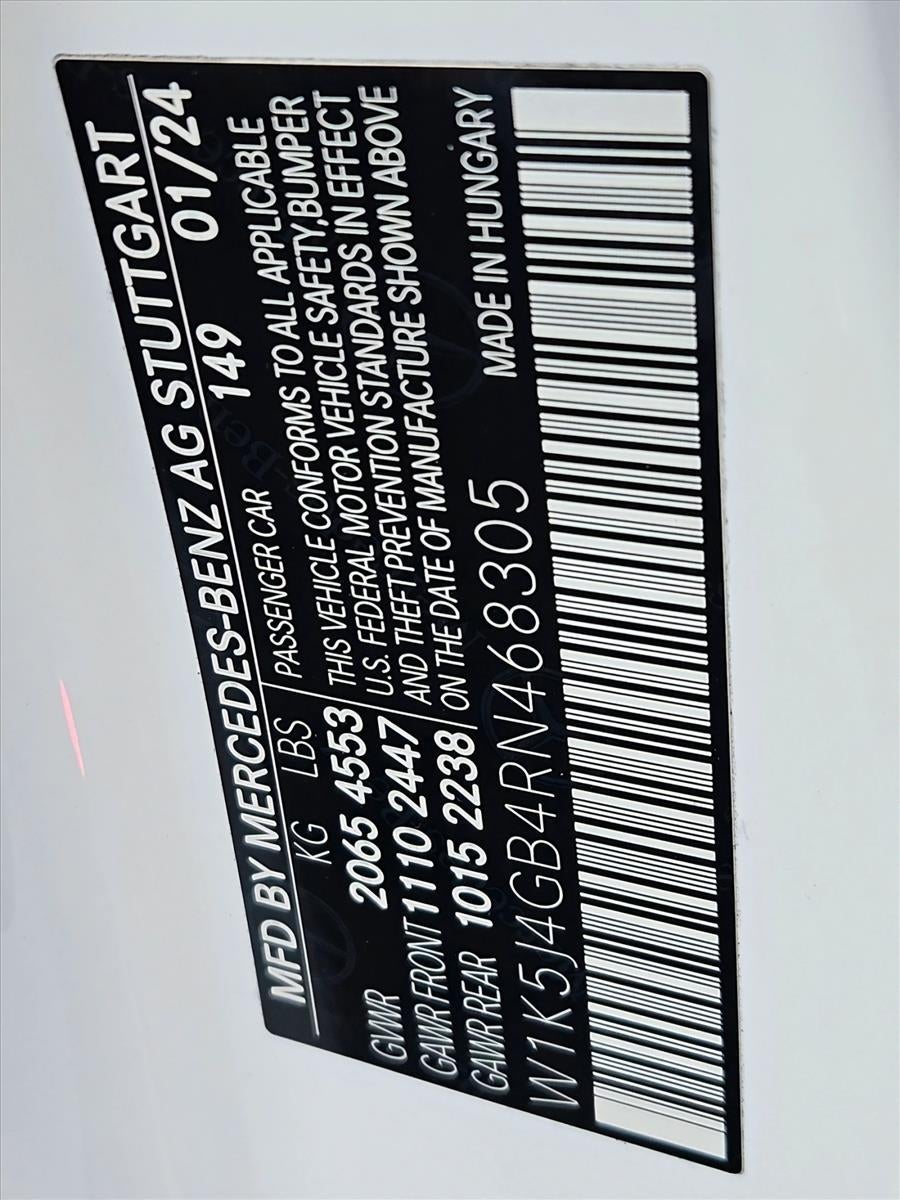 MFD BY MERCEDES-BENZ AG STUTTGART
KG LBS 149 01/24
GVWR 2065 4553 PASSENGER CAR
GAWR FRONT 1110 2447
GAWR REAR 1015 2238
THIS VEHICLE CONFORMS TO ALL APPLICABLE
U.S. FEDERAL MOTOR VEHICLE SAFETY,BUMPER
AND THEFT PREVENTION STANDARDS IN EFFECT
ON THE DATE OF MANUFACTURE SHOWN ABOVE
W1K5J4GB4RN468305 MADE IN HUNGARY